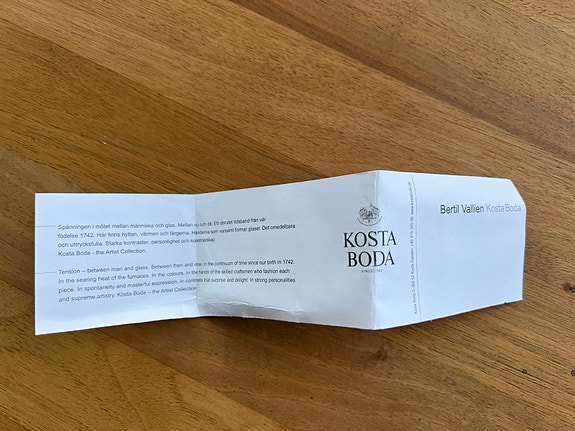 Spänningen i mötet mellan människa och glas. Mellan nu och då. Ett obrutet tidsband från vår
födelse 1742. Här finns hyttan, värmen och färgerna. Händerna som varsamt formar glaset. Det omedelbara
och uttrycksfulla. Starka kontraster, personlighet och konstnärskap.
Kosta Boda - the Artist Collection.
Tension – between man and glass. Between then and now, in the continuum of time since our birth in 1742.
In the searing heat of the furnaces. In the colours, in the hands of the skilled craftsmen who fashion each
piece. In spontaneity and masterful expression, in contrasts that surprise and delight. In strong personalities
and supreme artistry. Kosta Boda – the Artist Collection.
KOSTA
BODA
SINCE 1742
Bertil Vallien Kosta Boda